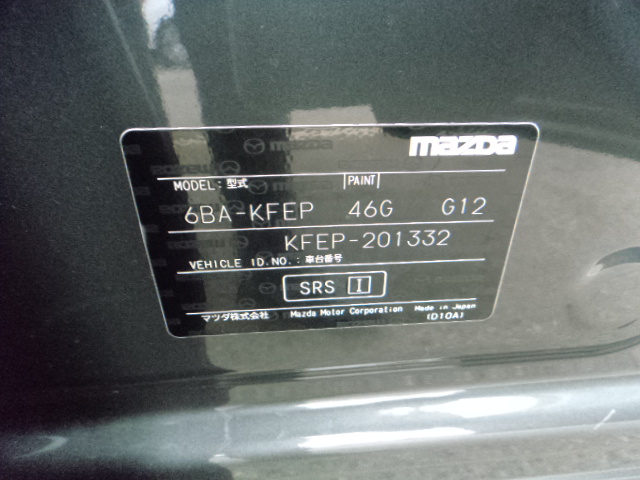 mazda
MODEL:型式 PAINT
6BA-KFEP 46G G12
KFEP-201332
VEHICLE ID.NO.:車台番号
SRS I
マツダ株式会社 Mazda Motor Corporation Made in Japan
(D10A)